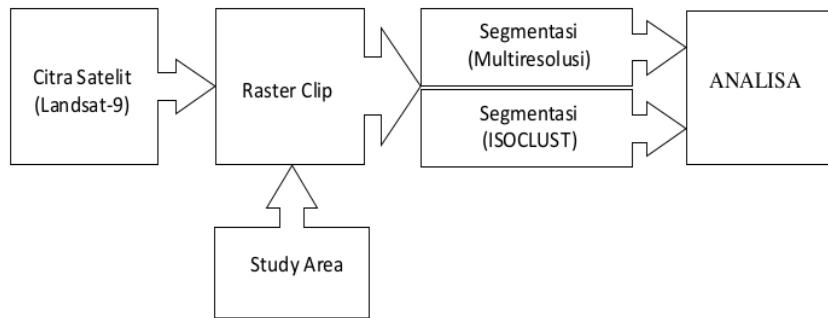 Citra Satelit
(Landsat-9)
Raster Clip
Segmentasi
(Multiresolusi)
Segmentasi
(ISOCLUST)
ANALISA
Study Area